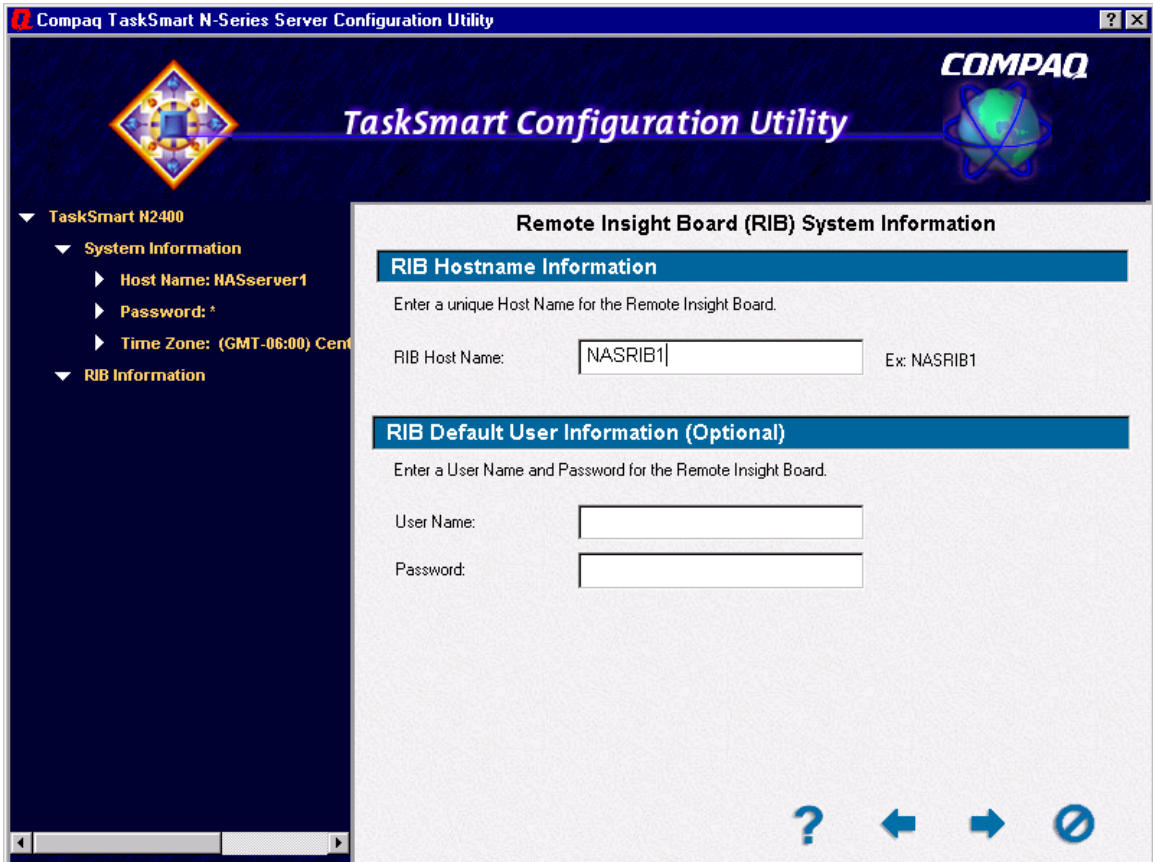 Compaq TaskSmart N-Series Server Configuration Utility
COMPAQ
TaskSmart Configuration Utility
TaskSmart N2400
System Information
Host Name: NASserver1
Password: *
Time Zone: (GMT-06:00) Cent
RIB Information
Remote Insight Board (RIB) System Information
RIB Hostname Information
Enter a unique Host Name for the Remote Insight Board.
RIB Host Name: NASRIB1 Ex: NASRIB1
RIB Default User Information (Optional)
Enter a User Name and Password for the Remote Insight Board.
User Name:
Password: